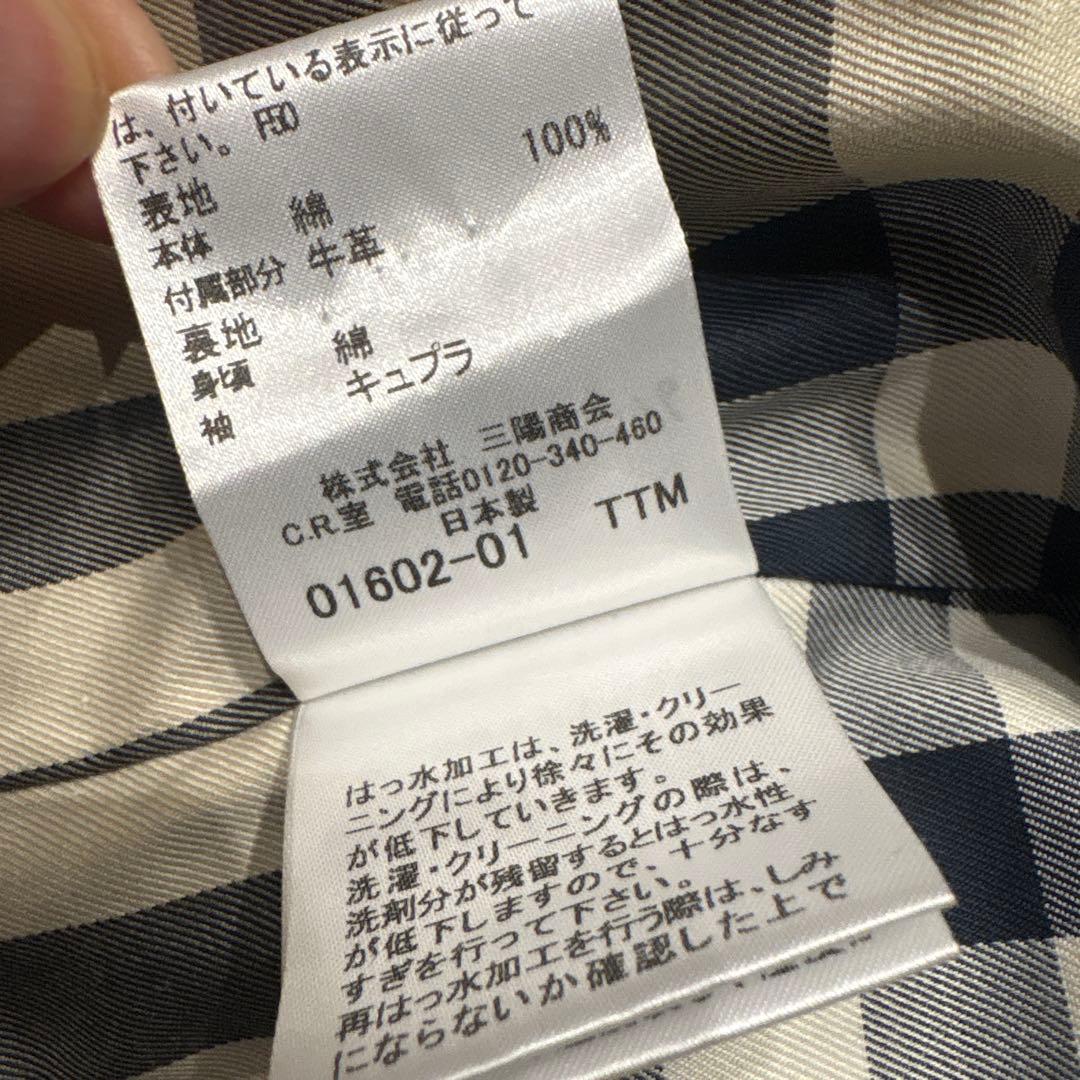 は、付いている表示に従って
下さい。 P50
表地 100%
本体 綿
付属部分 牛革
裏地
身頃 綿
袖 キュプラ
株式会社 三陽商会
C.R.室 電話0120-340-460
日本製
01602-01 TTM
はっ水加工は、洗濯・クリー
ニングにより徐々にその効果
が低下していきます。
洗濯・クリーニングの際は、
洗剤分が残留するとはっ水性
が低下しますので、十分なす
すぎを行って下さい。
再はっ水加工を行う際は、しみ
にならないか確認した上で